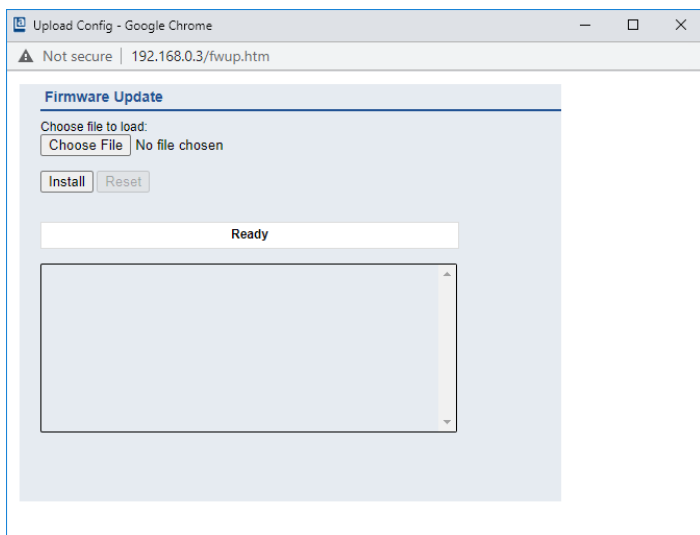 Upload Config - Google Chrome
Not secure | 192.168.0.3/fwup.htm
Firmware Update
Choose file to load:
Choose File No file chosen
Install Reset
Ready